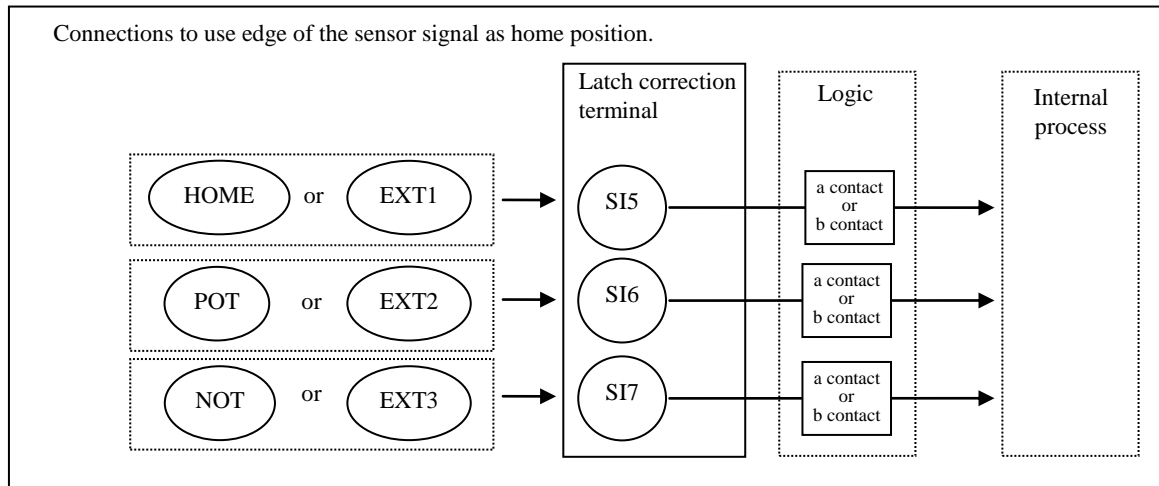 Connections to use edge of the sensor signal as home position.
Latch correction
terminal
Logic
Internal
process
HOME or EXT1
SI5
a contact
or
b contact
POT or EXT2
SI6
a contact
or
b contact
NOT or EXT3
SI7
a contact
or
b contact